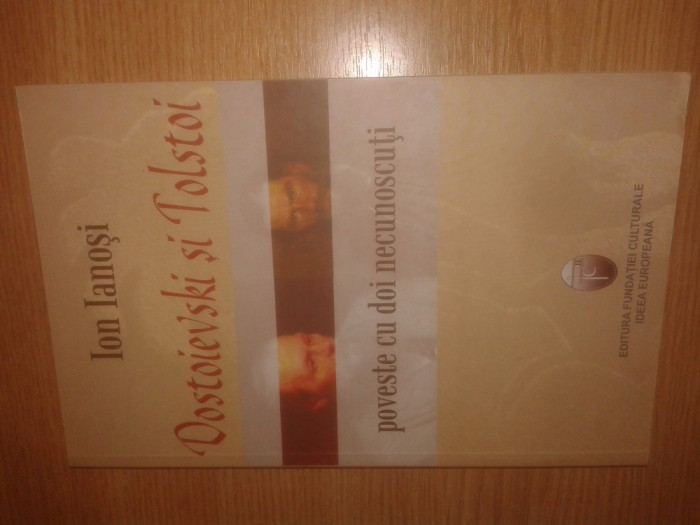 Ion Ianoşi
Dostoievski şi Tolstoi
poveste cu doi necunoscuţi
EDITURA FUNDAŢIEI CULTURALE
IDEEA EUROPEANĂ